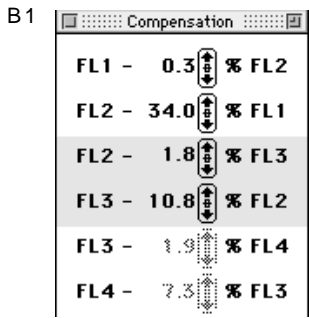 B1
Compensation
FL1 - 0.3 % FL2
FL2 - 34.0 % FL1
FL2 - 1.8 % FL3
FL3 - 10.8 % FL2
FL3 - 1.9 % FL4
FL4 - 7.3 % FL3